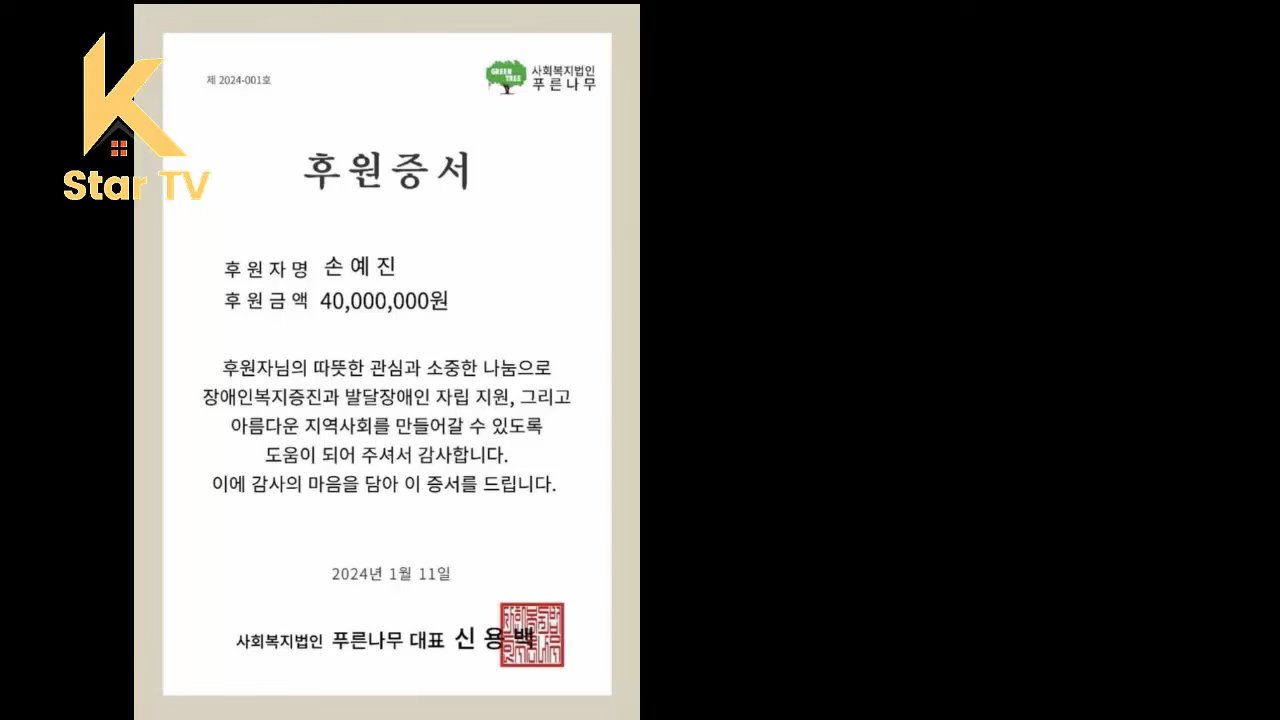 K
Star TV
제 2024-001호
GREEN
TREE
사회복지법인
푸른나무
후원증서
후원자명 손예진
후원금액 40,000,000원
후원자님의 따뜻한 관심과 소중한 나눔으로
장애인복지증진과 발달장애인 자립 지원, 그리고
아름다운 지역사회를 만들어갈 수 있도록
도움이 되어 주셔서 감사합니다.
이에 감사의 마음을 담아 이 증서를 드립니다.
2024년 1월 11일
사회복지법인 푸른나무 대표 신용백